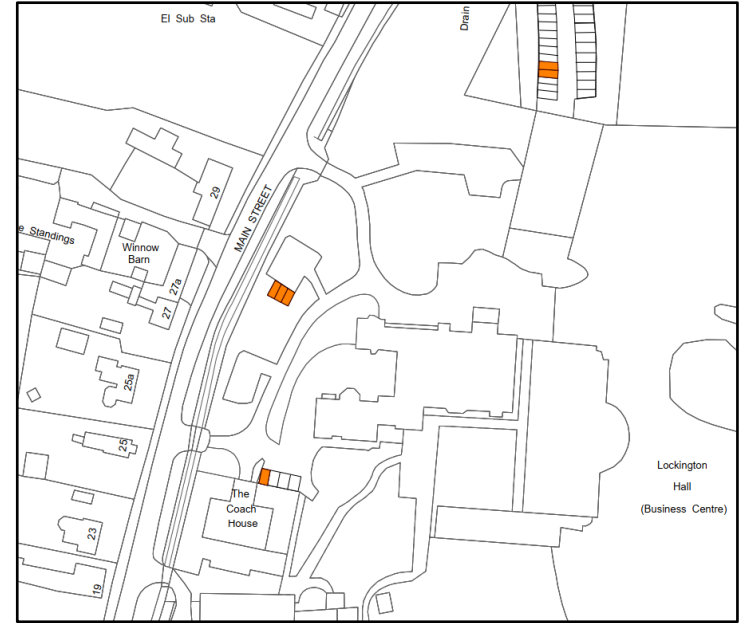 El Sub Sta
Drain
29
MAIN STREET
e Standings
Winnow
Barn
27a
27
25a
25
23
19
The
Coach
House
Lockington
Hall
(Business Centre)